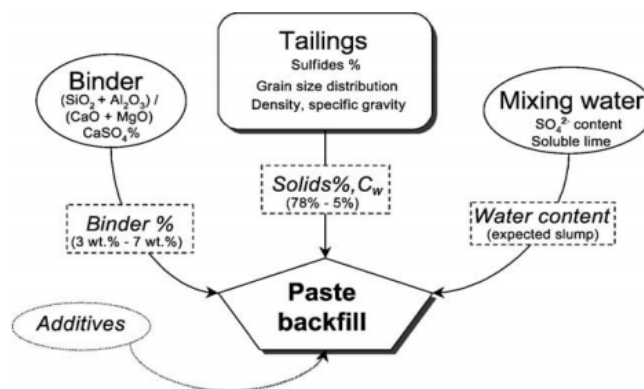 Tailings
Sulfides %
Grain size distribution
Density, specific gravity
Binder
(SiO2 + Al2O3) /
(CaO + MgO)
CaSO4%
Mixing water
SO4²⁻ content
Soluble lime
Solids%, Cw
(78% - 5%)
Binder %
(3 wt.% - 7 wt.%)
Water content
(expected slump)
Paste
backfill
Additives